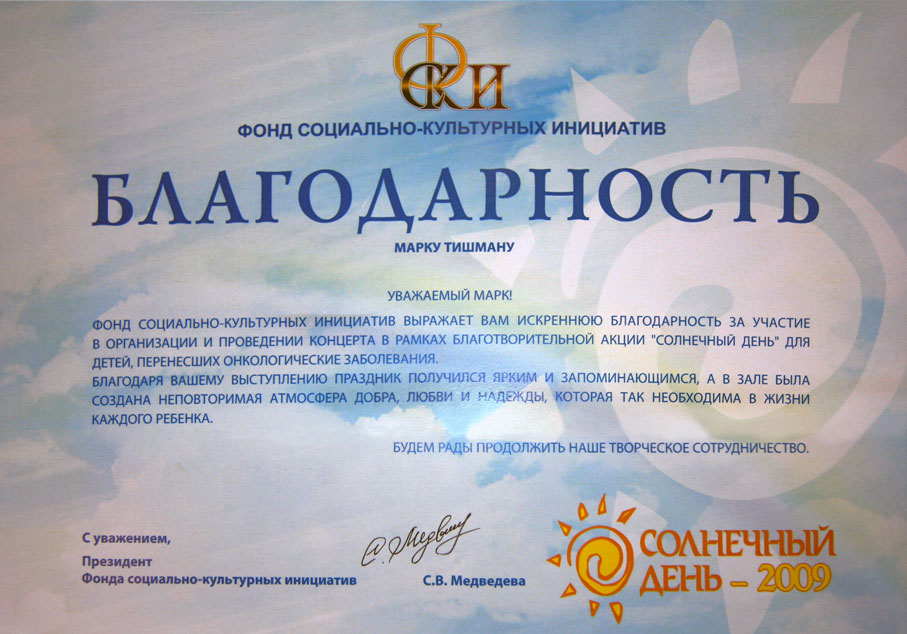 ФСКИ
ФОНД СОЦИАЛЬНО-КУЛЬТУРНЫХ ИНИЦИАТИВ
БЛАГОДАРНОСТЬ
МАРКУ ТИШМАНУ
УВАЖАЕМЫЙ МАРК!
ФОНД СОЦИАЛЬНО-КУЛЬТУРНЫХ ИНИЦИАТИВ ВЫРАЖАЕТ ВАМ ИСКРЕННЮЮ БЛАГОДАРНОСТЬ ЗА УЧАСТИЕ
В ОРГАНИЗАЦИИ И ПРОВЕДЕНИИ КОНЦЕРТА В РАМКАХ БЛАГОТВОРИТЕЛЬНОЙ АКЦИИ "СОЛНЕЧНЫЙ ДЕНЬ" ДЛЯ
ДЕТЕЙ, ПЕРЕНЕСШИХ ОНКОЛОГИЧЕСКИЕ ЗАБОЛЕВАНИЯ.
БЛАГОДАРЯ ВАШЕМУ ВЫСТУПЛЕНИЮ ПРАЗДНИК ПОЛУЧИЛСЯ ЯРКИМ И ЗАПОМИНАЮЩИМСЯ, А В ЗАЛЕ БЫЛА
СОЗДАНА НЕПОВТОРИМАЯ АТМОСФЕРА ДОБРА, ЛЮБВИ И НАДЕЖДЫ, КОТОРАЯ ТАК НЕОБХОДИМА В ЖИЗНИ
КАЖДОГО РЕБЕНКА.
БУДЕМ РАДЫ ПРОДОЛЖИТЬ НАШЕ ТВОРЧЕСКОЕ СОТРУДНИЧЕСТВО.
С уважением,
Президент
Фонда социально-культурных инициатив С.В. Медведева
СОЛНЕЧНЫЙ
ДЕНЬ – 2009